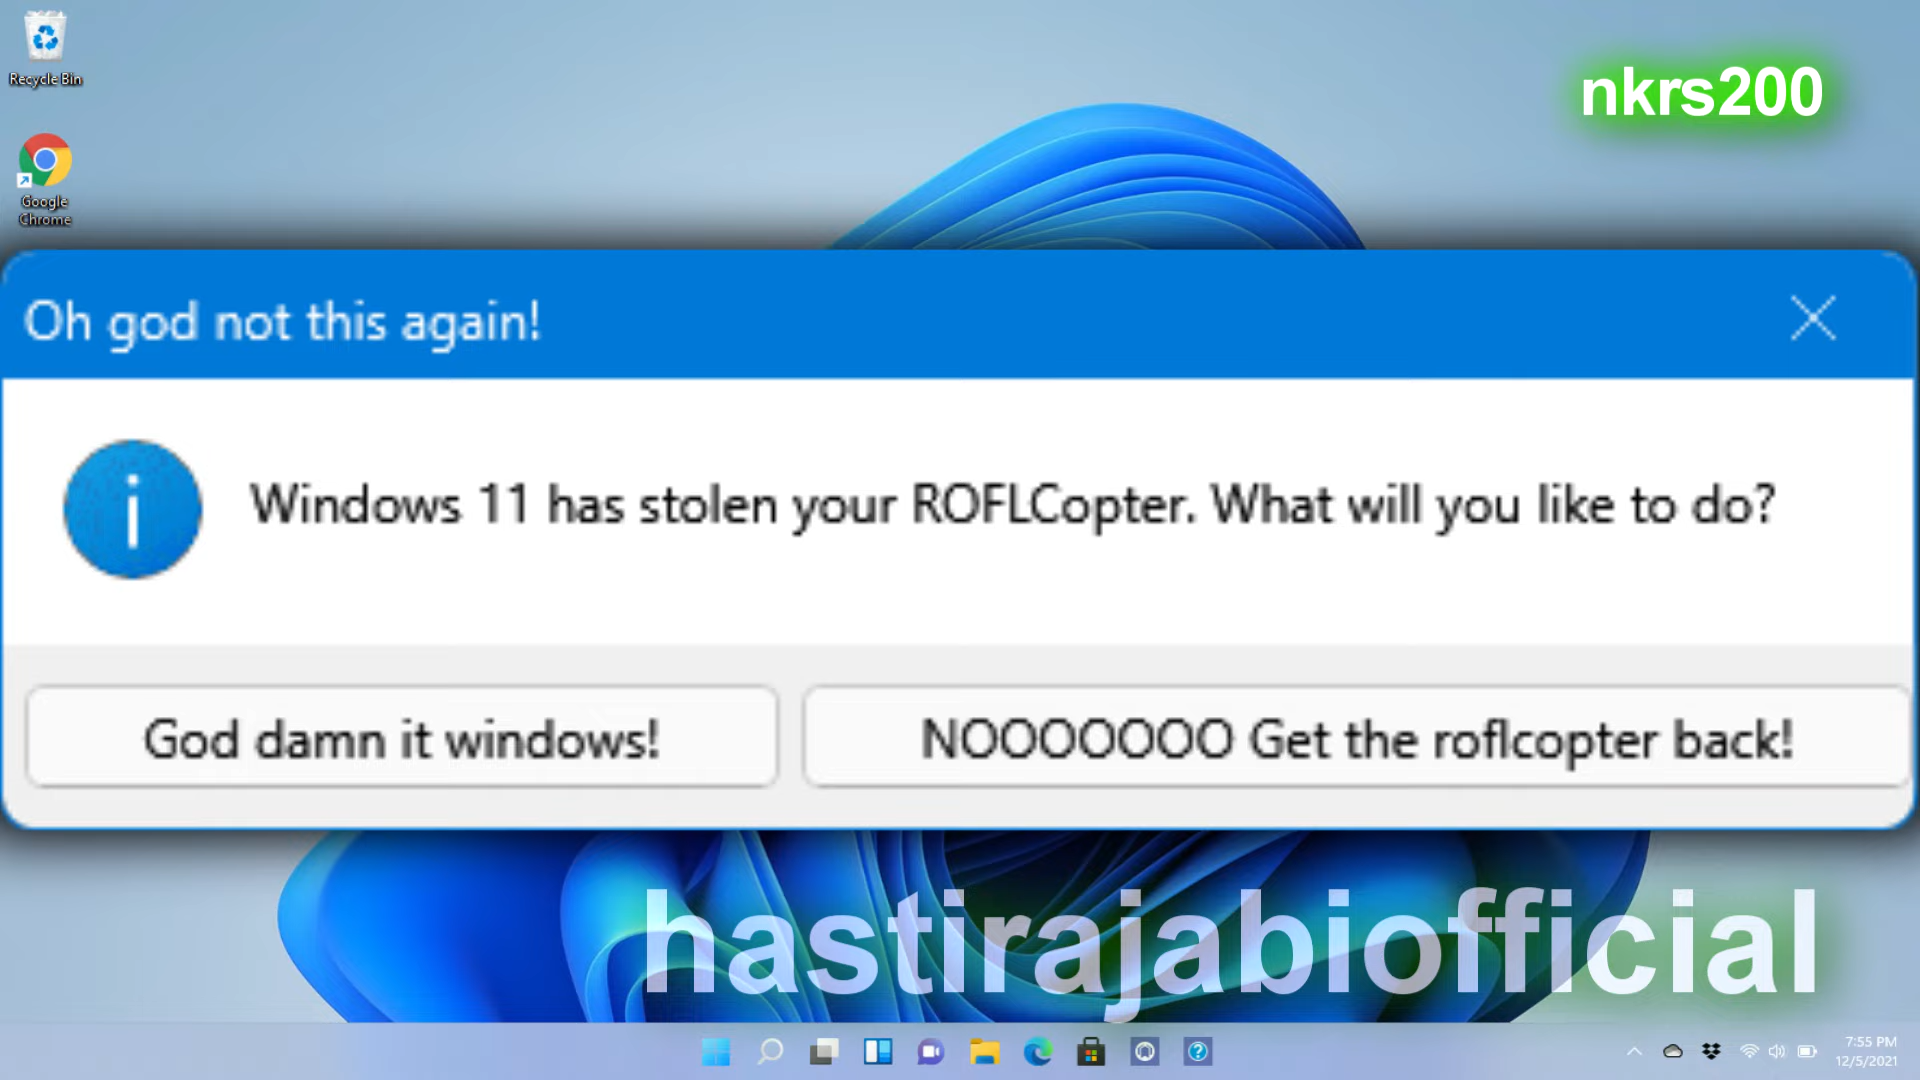 Recycle Bin
nkrs200
Google
Chrome
Oh god not this again!
Windows 11 has stolen your ROFLCopter. What will you like to do?
God damn it windows!
NOOOOOOO Get the roflcopter back!
hastirajabiofficial
7:55 PM
12/5/2021